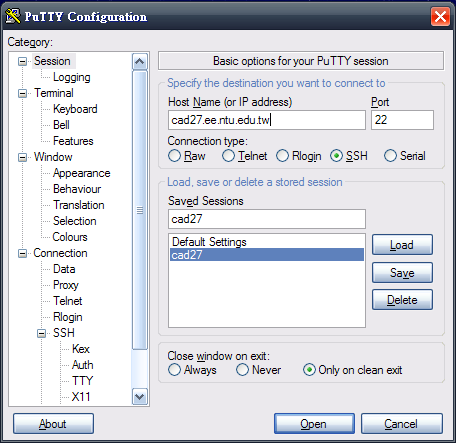 PuTTY Configuration
Category:
Session
Logging
Terminal
Keyboard
Bell
Features
Window
Appearance
Behaviour
Translation
Selection
Colours
Connection
Data
Proxy
Telnet
Rlogin
SSH
Kex
Auth
TTY
X11
Basic options for your PuTTY session
Specify the destination you want to connect to
Host Name (or IP address) Port
cad27.ee.ntu.edu.tw 22
Connection type:
Raw Telnet Rlogin SSH Serial
Load, save or delete a stored session
Saved Sessions
cad27
Default Settings
cad27
Load
Save
Delete
Close window on exit:
Always Never Only on clean exit
About Open Cancel